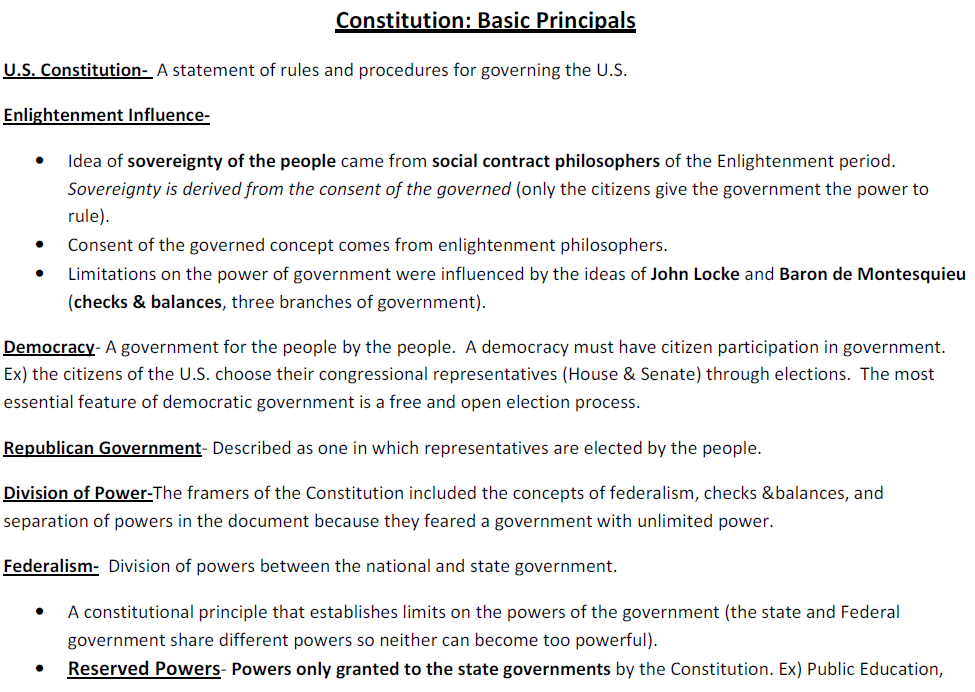 Constitution: Basic Principals
U.S. Constitution- A statement of rules and procedures for governing the U.S.
Enlightenment Influence-
• Idea of sovereignty of the people came from social contract philosophers of the Enlightenment period.
Sovereignty is derived from the consent of the governed (only the citizens give the government the power to
rule).
• Consent of the governed concept comes from enlightenment philosophers.
• Limitations on the power of government were influenced by the ideas of John Locke and Baron de Montesquieu
(checks & balances, three branches of government).
Democracy- A government for the people by the people.  A democracy must have citizen participation in government.
Ex) the citizens of the U.S. choose their congressional representatives (House & Senate) through elections.  The most
essential feature of democratic government is a free and open election process.
Republican Government- Described as one in which representatives are elected by the people.
Division of Power-The framers of the Constitution included the concepts of federalism, checks &balances, and
separation of powers in the document because they feared a government with unlimited power.
Federalism-  Division of powers between the national and state government.
• A constitutional principle that establishes limits on the powers of the government (the state and Federal
government share different powers so neither can become too powerful).
• Reserved Powers- Powers only granted to the state governments by the Constitution. Ex) Public Education,